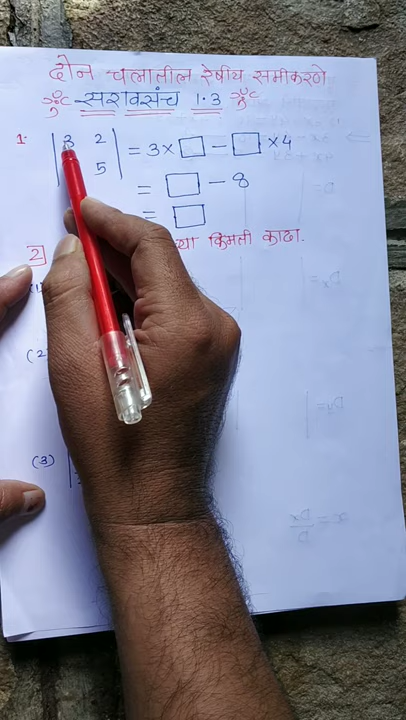 दोन चलातील रेषीय समीकरणे
सरावसंच 1.3
1 | 3 2 | = 3 × □ - □ × 4
5 | = □ - 8
= □
2 किमती काढा.
(1)
(2)
(3)